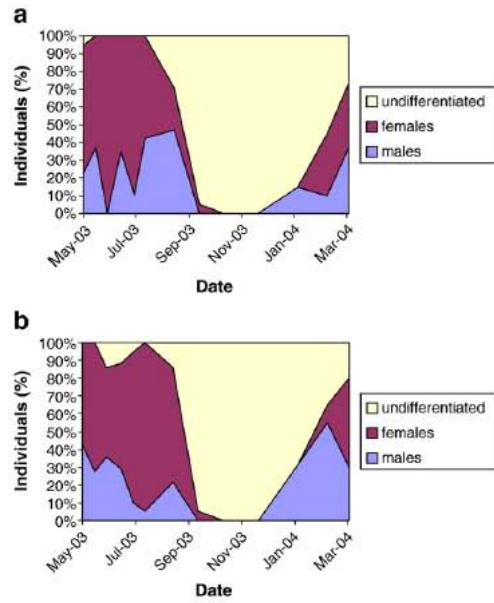 a
100%
90%
80%
70%
60%
50%
40%
30%
20%
10%
0%
Individuals (%)
May-03
Jul-03
Sep-03
Nov-03
Jan-04
Mar-04
Date
undifferentiated
females
males
b
100%
90%
80%
70%
60%
50%
40%
30%
20%
10%
0%
Individuals (%)
May-03
Jul-03
Sep-03
Nov-03
Jan-04
Mar-04
Date
undifferentiated
females
males